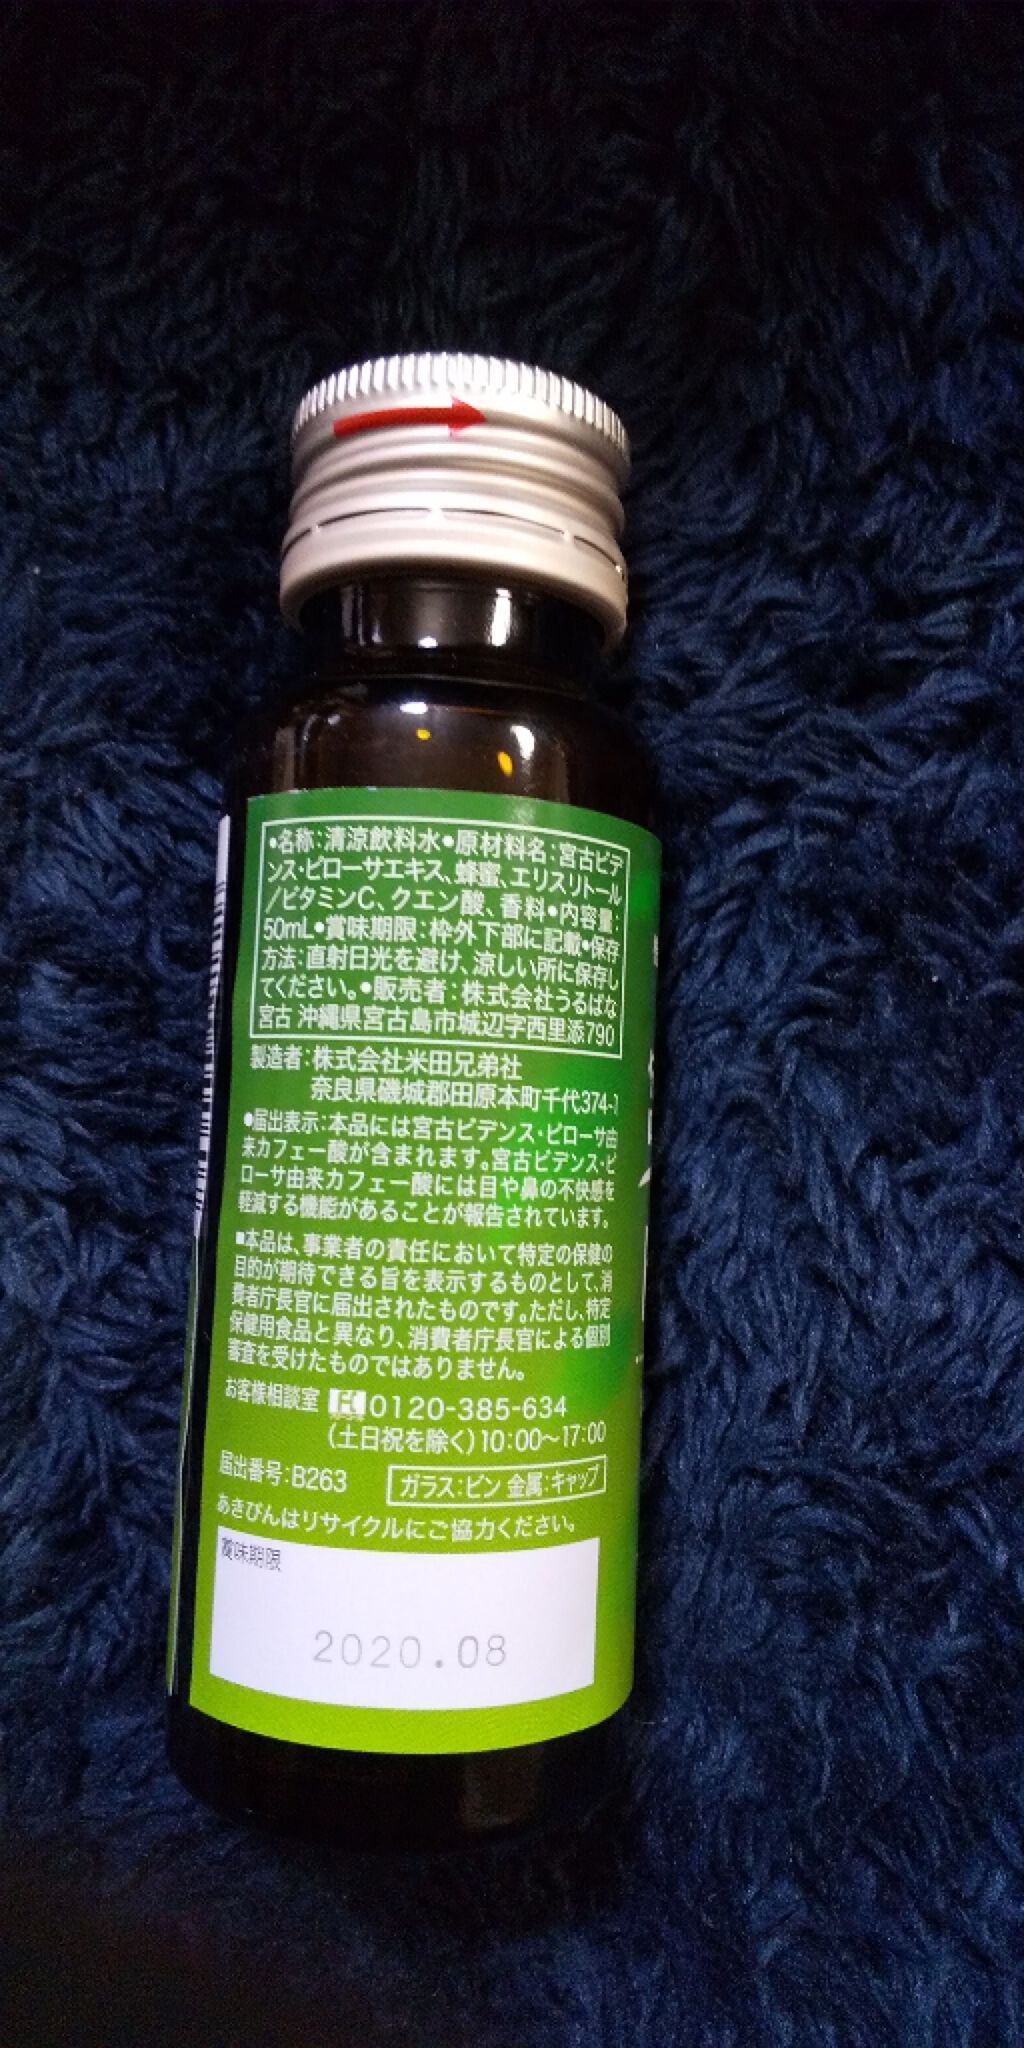 •名称：清涼飲料水•原材料名：宮古ビデ
ンス・ピローサエキス、蜂蜜、エリスリトール
/ビタミンC、クエン酸、香料•内容量：
50mL•賞味期限：枠外下部に記載•保存
方法：直射日光を避け、涼しい所に保存し
てください。•販売者：株式会社うるばな
宮古 沖縄県宮古島市城辺字西里添790
製造者：株式会社米田兄弟社
奈良県磯城郡田原本町千代374-1
●届出表示：本品には宮古ビデンス・ピローサ由
来カフェー酸が含まれます。宮古ビデンス・ピ
ローサ由来カフェー酸には目や鼻の不快感を
軽減する機能があることが報告されています。
■本品は、事業者の責任において特定の保健の
目的が期待できる旨を表示するものとして、消
費者庁長官に届出されたものです。ただし、特定
保健用食品と異なり、消費者庁長官による個別
審査を受けたものではありません。
お客様相談室 0120-385-634
（土日祝を除く）10：00～17：00
届出番号：B263 ガラス：ビン 金属：キャップ
あきびんはリサイクルにご協力ください。
賞味期限
2020.08